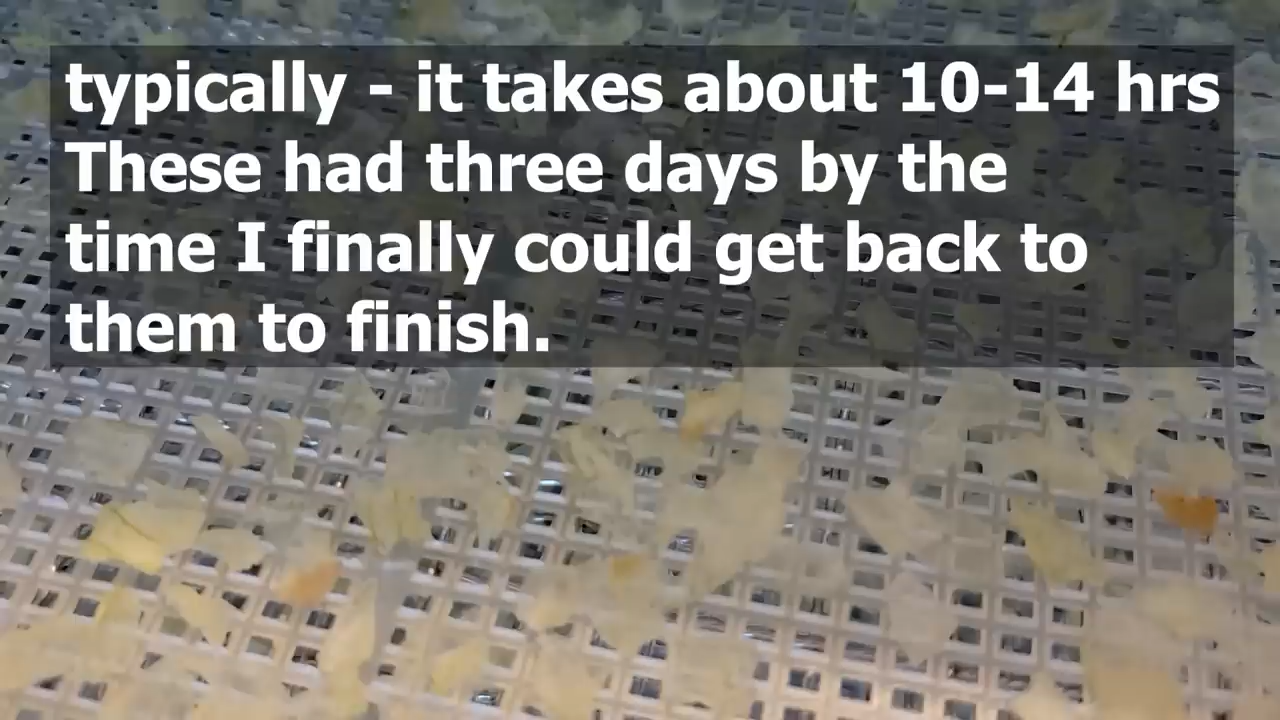 typically - it takes about 10-14 hrs
These had three days by the
time I finally could get back to
them to finish.